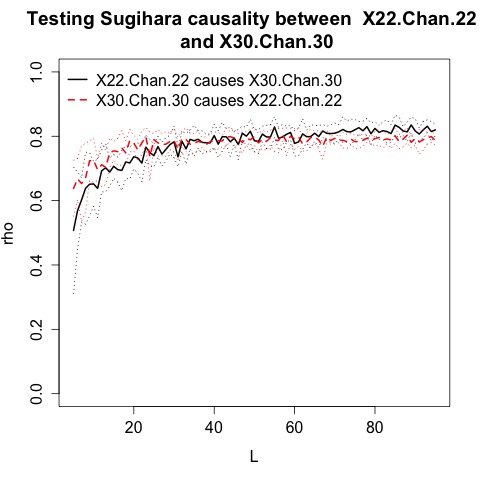 Testing Sugihara causality between  X22.Chan.22
and X30.Chan.30
X22.Chan.22 causes X30.Chan.30
X30.Chan.30 causes X22.Chan.22
1.0
0.8
0.6
0.4
0.2
0.0
rho
20 40 60 80
L